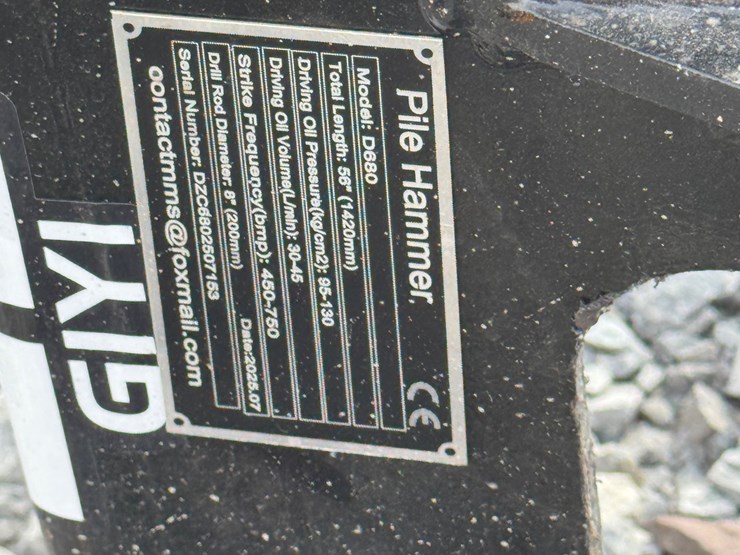 Pile Hammer
CE
Model: D680
Total Length: 56" (1420mm)
Driving Oil Pressure(kg/cm2): 95-130
Driving Oil Volume(L/min): 30-45
Strike Frequency(bmp): 450-750
Drill Rod Diameter: 8" (200mm)
Date:2025.07
Serial Number: DZC6802507153
contactmms@foxmail.com
GIYI